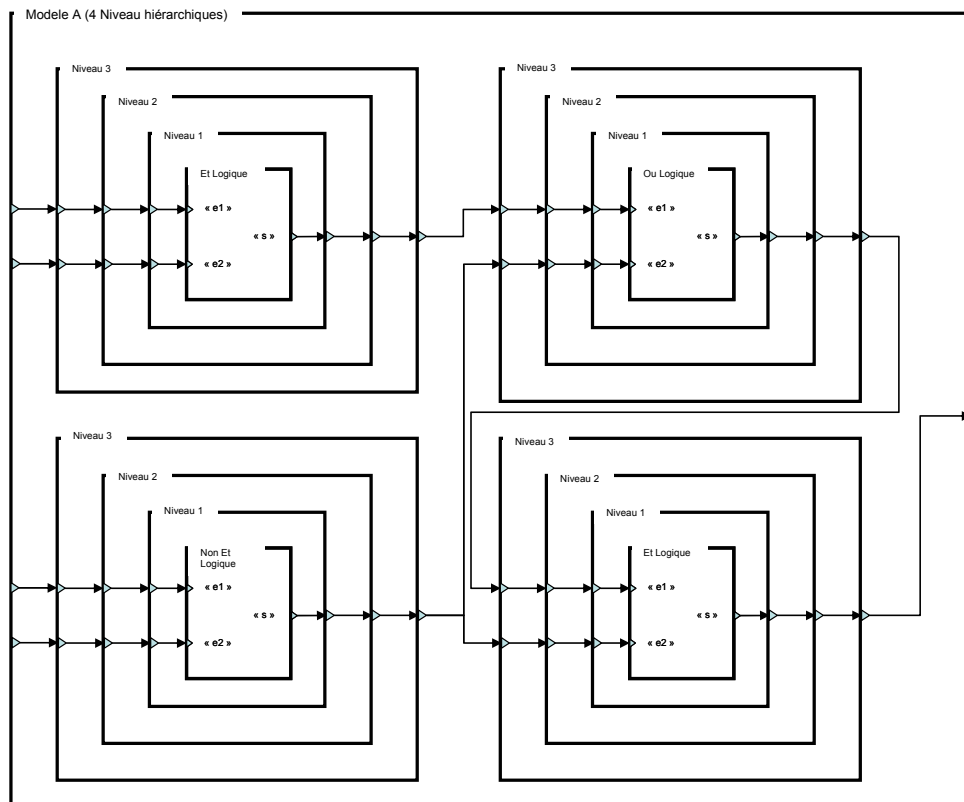 Modele A (4 Niveau hiérarchiques)
Niveau 3
Niveau 2
Niveau 1
Et Logique
« e1 »
« s »
« e2 »
Niveau 3
Niveau 2
Niveau 1
Ou Logique
« e1 »
« s »
« e2 »
Niveau 3
Niveau 2
Niveau 1
Non Et
Logique
« e1 »
« s »
« e2 »
Niveau 3
Niveau 2
Niveau 1
Et Logique
« e1 »
« s »
« e2 »